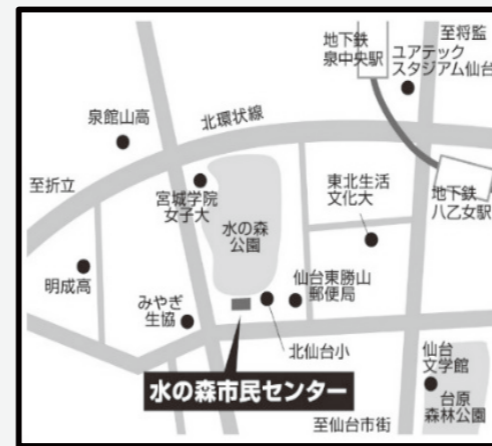 至将監
地下鉄
泉中央駅
ユアテック
スタジアム仙台
泉館山高
北環状線
至折立
宮城学院
女子大
東北生活
文化大
地下鉄
八乙女駅
水の森
公園
明成高
みやぎ
生協
仙台東勝山
郵便局
北仙台小
仙台
文学館
水の森市民センター
台原
森林公園
至仙台市街